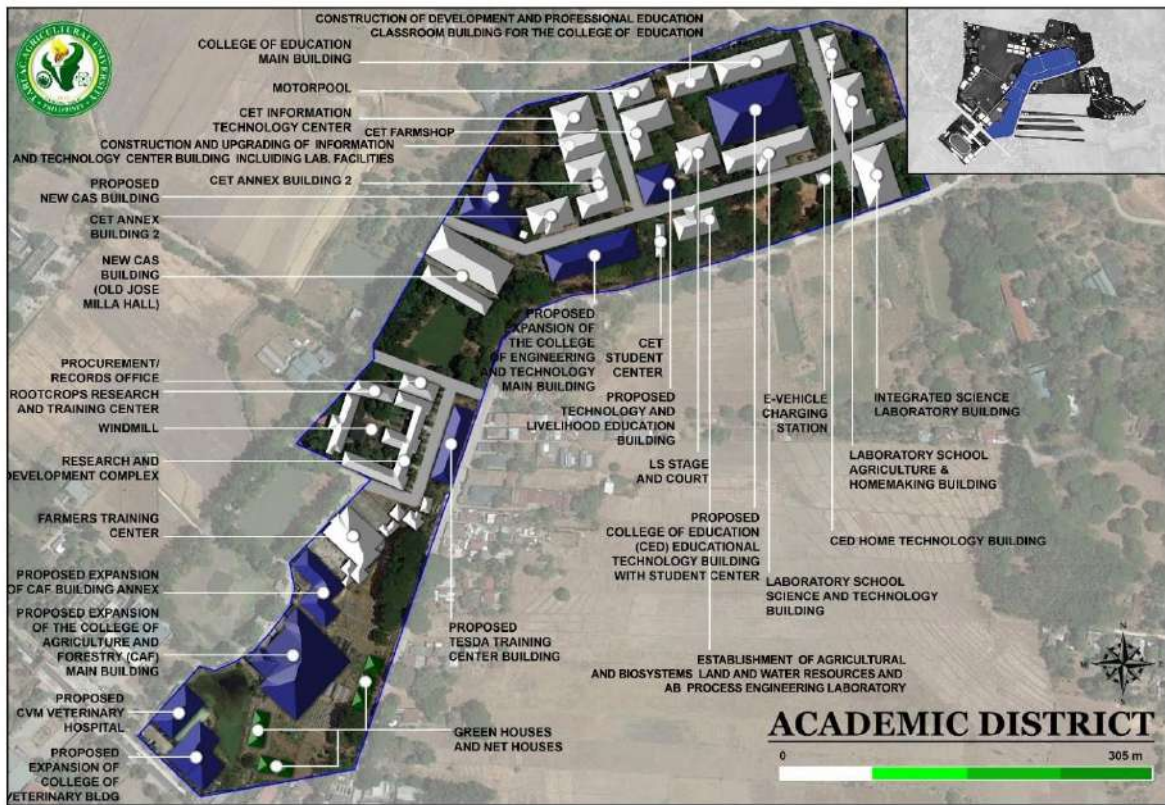 TARLAC AGRICULTURAL UNIVERSITY
PHILIPPINES
CONSTRUCTION OF DEVELOPMENT AND PROFESSIONAL EDUCATION
CLASSROOM BUILDING FOR THE COLLEGE OF EDUCATION
COLLEGE OF EDUCATION
MAIN BUILDING
MOTORPOOL
CET INFORMATION
TECHNOLOGY CENTER
CET FARMSHOP
CONSTRUCTION AND UPGRADING OF INFORMATION
AND TECHNOLOGY CENTER BUILDING INCLUDING LAB. FACILITIES
PROPOSED
NEW CAS BUILDING
CET ANNEX BUILDING 2
CET ANNEX
BUILDING 2
NEW CAS
BUILDING
(OLD JOSE
MILLA HALL)
PROCUREMENT/
RECORDS OFFICE
ROOTCROPS RESEARCH
AND TRAINING CENTER
WINDMILL
RESEARCH AND
DEVELOPMENT COMPLEX
FARMERS TRAINING
CENTER
PROPOSED EXPANSION
OF CAF BUILDING ANNEX
PROPOSED EXPANSION
OF THE COLLEGE OF
AGRICULTURE AND
FORESTRY (CAF)
MAIN BUILDING
PROPOSED
CVM VETERINARY
HOSPITAL
PROPOSED
EXPANSION OF
COLLEGE OF
VETERINARY BLDG
PROPOSED
EXPANSION OF
THE COLLEGE
OF ENGINEERING
AND TECHNOLOGY
MAIN BUILDING
CET
STUDENT
CENTER
PROPOSED
TECHNOLOGY AND
LIVELIHOOD EDUCATION
BUILDING
LS STAGE
AND COURT
E-VEHICLE
CHARGING
STATION
INTEGRATED SCIENCE
LABORATORY BUILDING
LABORATORY SCHOOL
AGRICULTURE &
HOMEMAKING BUILDING
PROPOSED
COLLEGE OF EDUCATION
(CED) EDUCATIONAL
TECHNOLOGY BUILDING
WITH STUDENT CENTER
CED HOME TECHNOLOGY BUILDING
LABORATORY SCHOOL
SCIENCE AND TECHNOLOGY
BUILDING
PROPOSED
TESDA TRAINING
CENTER BUILDING
ESTABLISHMENT OF AGRICULTURAL
AND BIOSYSTEMS LAND AND WATER RESOURCES AND
AB PROCESS ENGINEERING LABORATORY
GREEN HOUSES
AND NET HOUSES
N
ACADEMIC DISTRICT
0 305 m